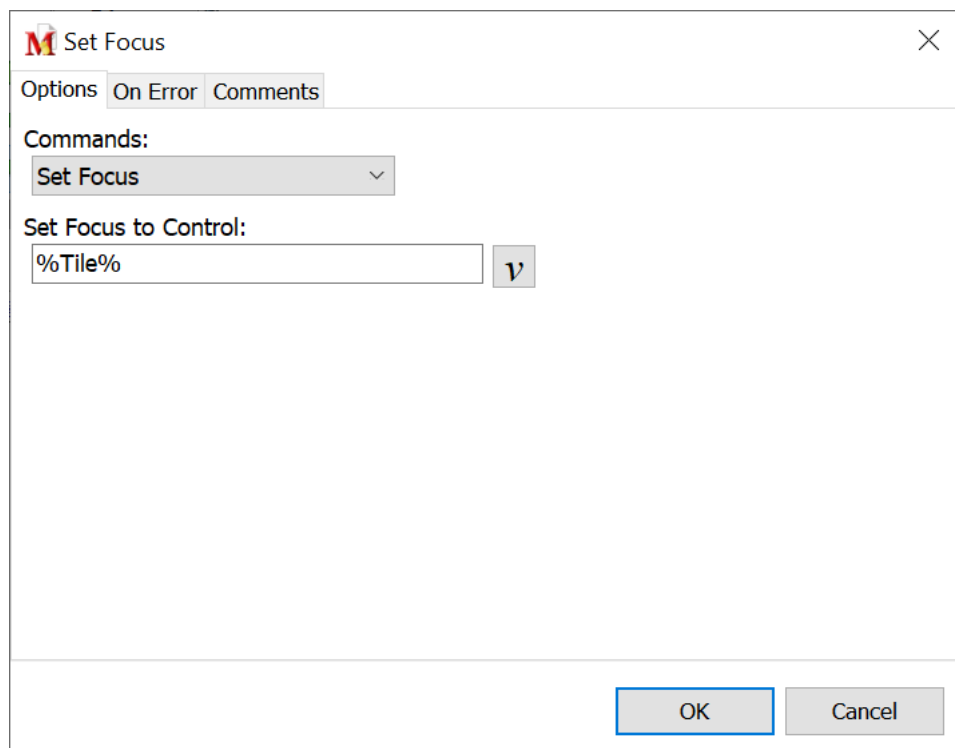 Set Focus
Options On Error Comments
Commands:
Set Focus
Set Focus to Control:
%Tile%
v
OK Cancel